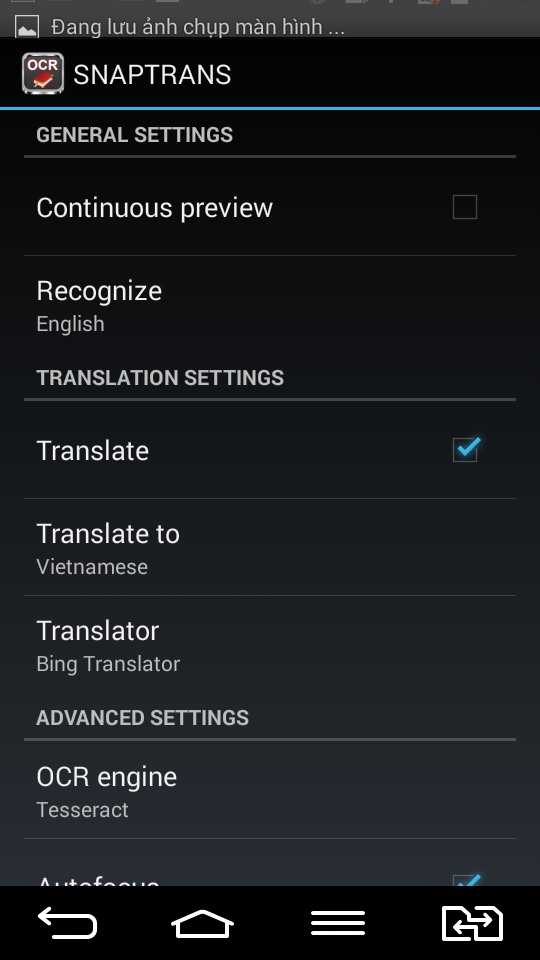 Đang lưu ảnh chụp màn hình ...
OCR
SNAPTRANS
GENERAL SETTINGS
Continuous preview
Recognize
English
TRANSLATION SETTINGS
Translate
Translate to
Vietnamese
Translator
Bing Translator
ADVANCED SETTINGS
OCR engine
Tesseract
Autofocus